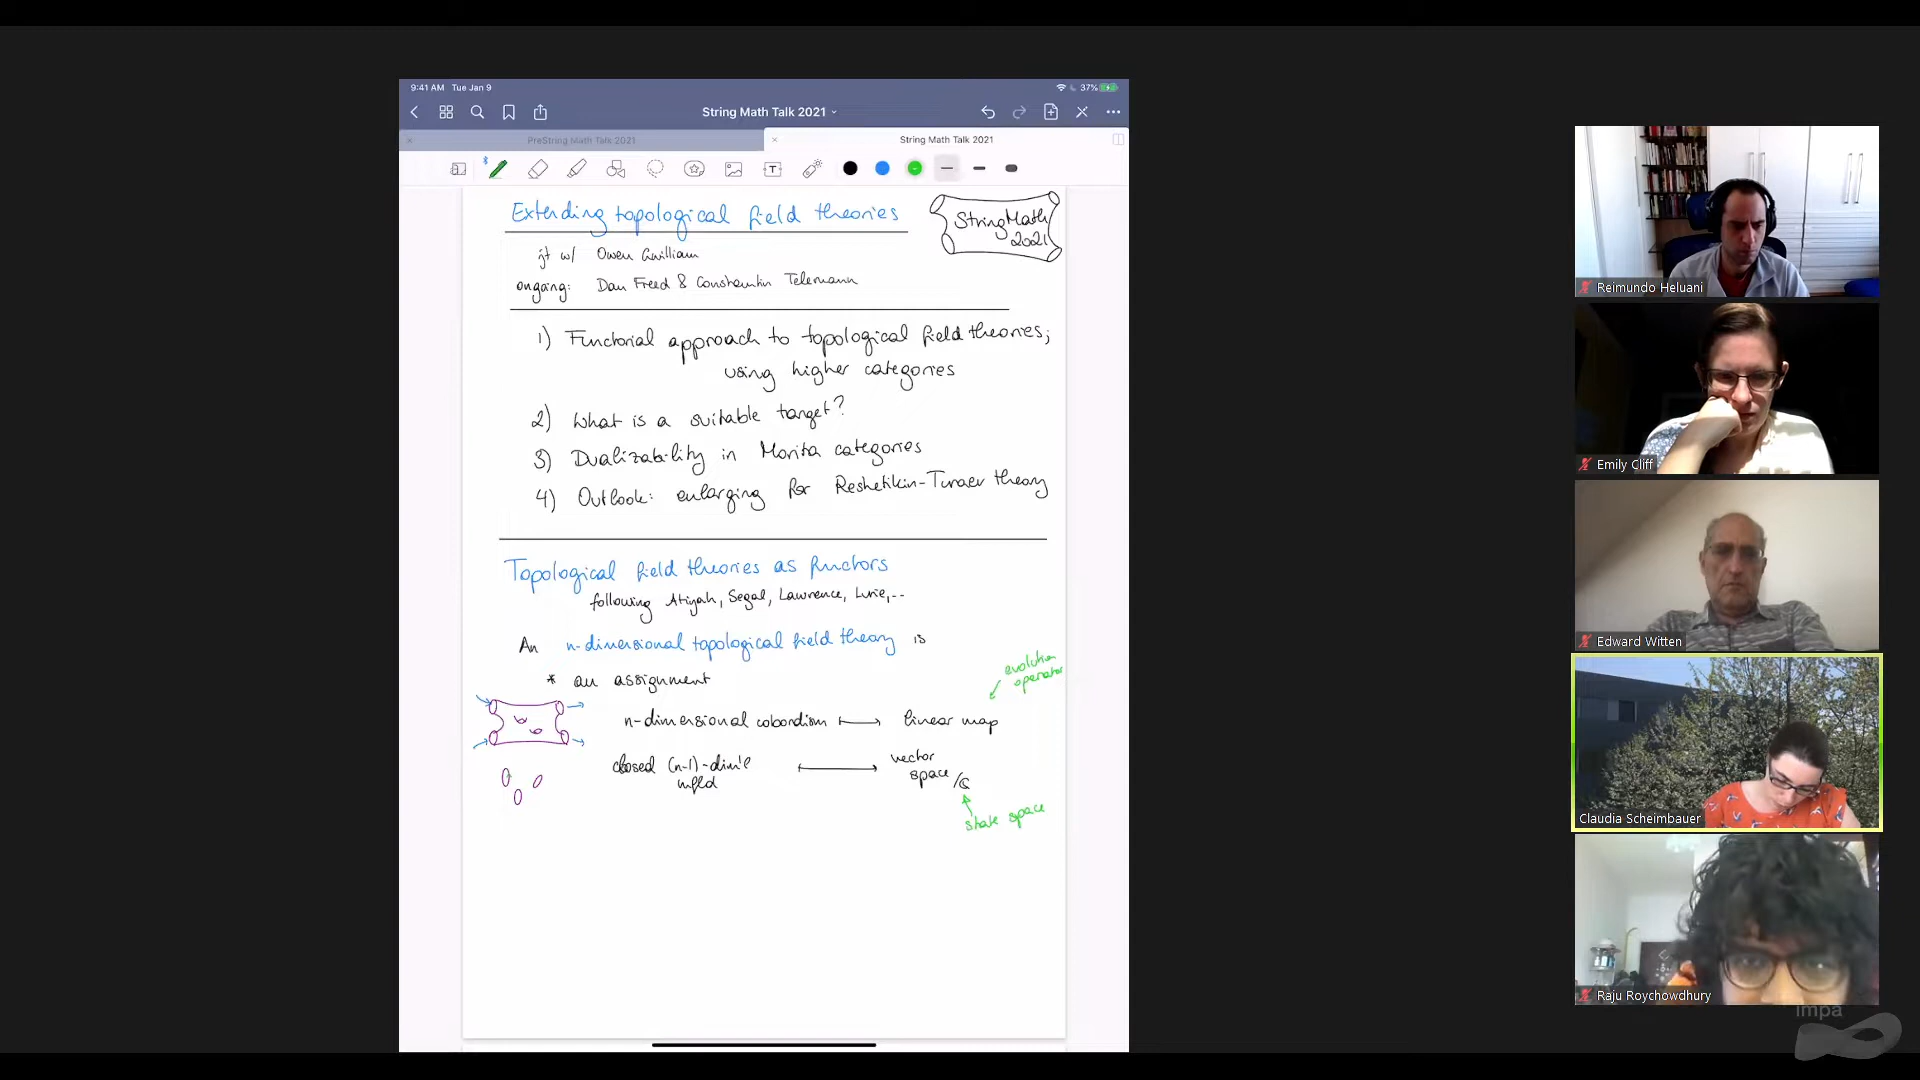 9:41 AM Tue Jan 9
37%
String Math Talk 2021
PreString Math Talk 2021
String Math Talk 2021
Extending topological field theories
StringMath
2021
jt w/ Owen Gwilliam
ongoing: Dan Freed & Constantin Teleman
1) Functorial approach to topological field theories;
using higher categories
2) What is a suitable target?
3) Dualizability in Morita categories
4) Outlook: enlarging for Reshetikin-Turaev theory
Topological field theories as functors
following Atiyah, Segal, Lawrence, Lurie,...
An n-dimensional topological field theory is
* an assignment
evolution
operator
n-dimensional cobordism ⟼ linear map
closed (n-1)-dim'l
mfld
⟼
vector
space/ℂ
state space
Reimundo Heluani
Emily Cliff
Edward Witten
Claudia Scheimbauer
Raju Roychowdhury
impa